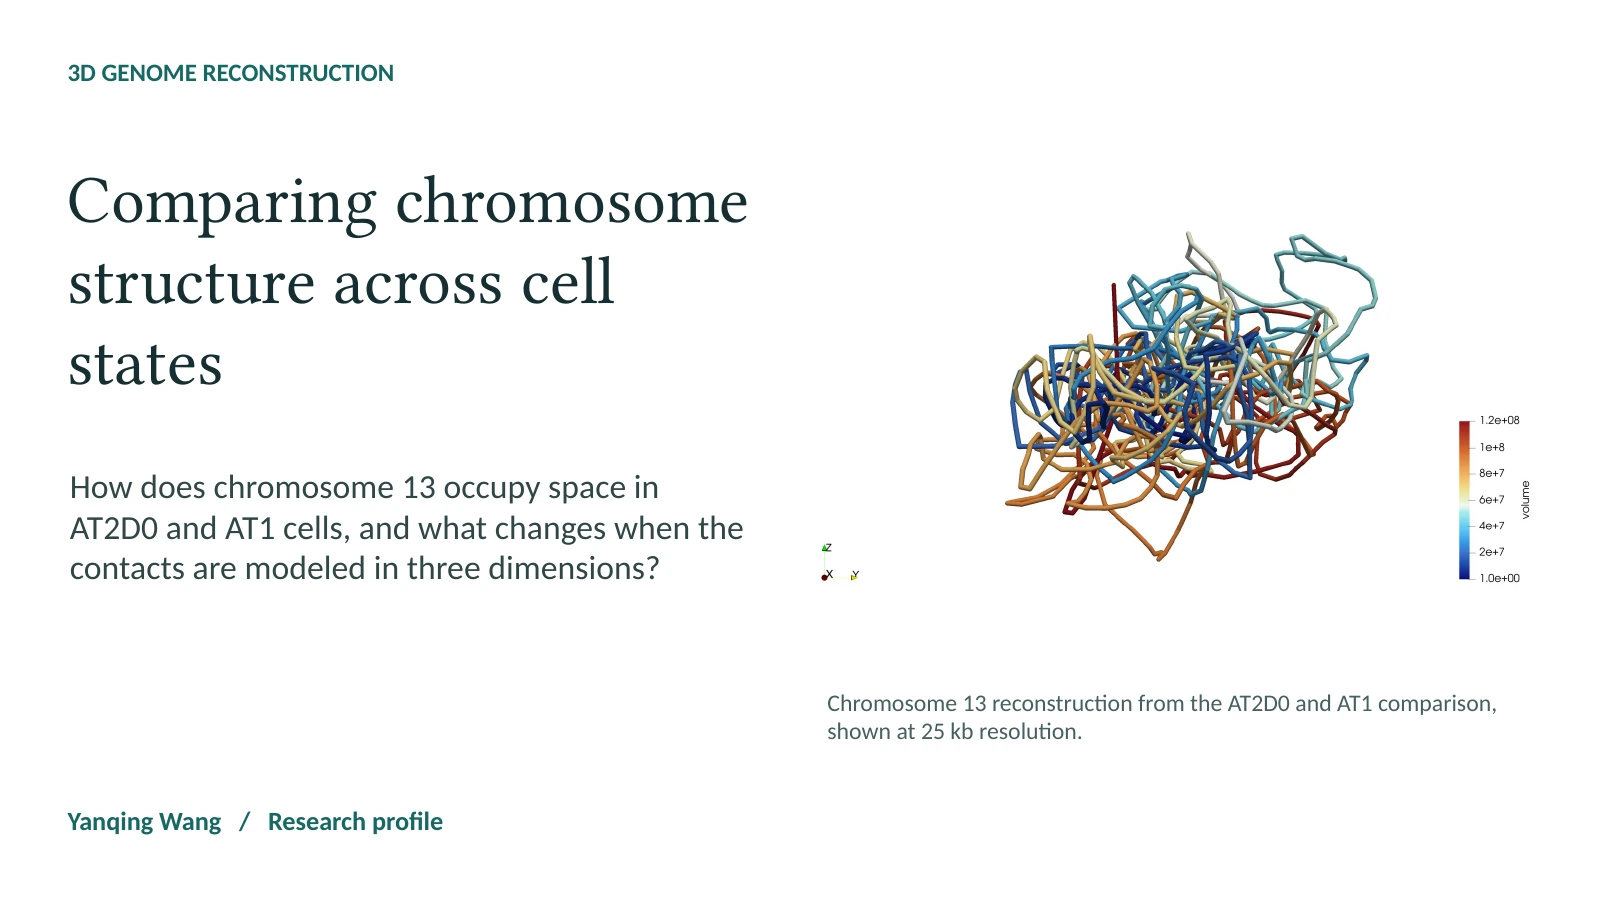 3D GENOME RECONSTRUCTION
Comparing chromosome
structure across cell
states
How does chromosome 13 occupy space in
AT2D0 and AT1 cells, and what changes when the
contacts are modeled in three dimensions?
Z
X
Y
1.2e+08
1e+8
8e+7
6e+7
4e+7
2e+7
1.0e+00
volume
Chromosome 13 reconstruction from the AT2D0 and AT1 comparison,
shown at 25 kb resolution.
Yanqing Wang / Research profile